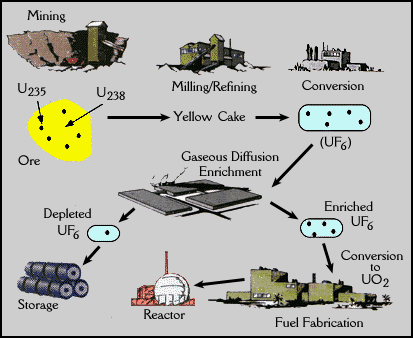 Mining
Milling/Refining
Conversion
U235
U238
Ore
Yellow Cake
(UF6)
Gaseous Diffusion
Enrichment
Depleted
UF6
Enriched
UF6
Conversion
to
UO2
Storage
Reactor
Fuel Fabrication